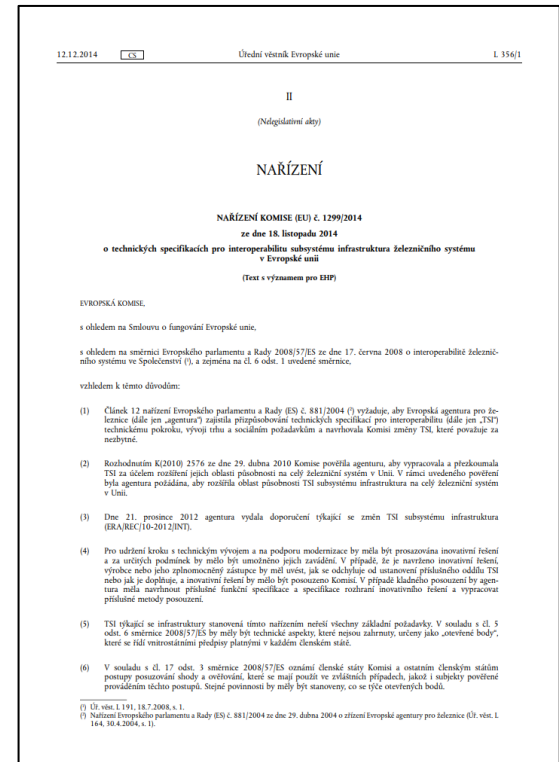 12.12.2014 CS Úřední věstník Evropské unie L 356/1
II
(Nelegislativní akty)
NAŘÍZENÍ
NAŘÍZENÍ KOMISE (EU) č. 1299/2014
ze dne 18. listopadu 2014
o technických specifikacích pro interoperabilitu subsystému infrastruktura železničního systému
v Evropské unii
(Text s významem pro EHP)
EVROPSKÁ KOMISE,
s ohledem na Smlouvu o fungování Evropské unie,
s ohledem na směrnici Evropského parlamentu a Rady 2008/57/ES ze dne 17. června 2008 o interoperabilitě železnič-
ního systému ve Společenství (¹), a zejména na čl. 6 odst. 1 uvedené směrnice,
vzhledem k těmto důvodům:
(1) Článek 12 nařízení Evropského parlamentu a Rady (ES) č. 881/2004 (²) vyžaduje, aby Evropská agentura pro že-
leznice (dále jen „agentura“) zajistila přizpůsobování technických specifikací pro interoperabilitu (dále jen „TSI“)
technickému pokroku, vývoji trhu a sociálním požadavkům a navrhovala Komisi změny TSI, které považuje za
nezbytné.
(2) Rozhodnutím K(2010) 2576 ze dne 29. dubna 2010 Komise pověřila agenturu, aby vypracovala a přezkoumala
TSI za účelem rozšíření jejich oblasti působnosti na celý železniční systém v Unii. V rámci uvedeného pověření
byla agentura požádána, aby rozšířila oblast působnosti TSI subsystému infrastruktura na celý železniční systém
v Unii.
(3) Dne 21. prosince 2012 agentura vydala doporučení týkající se změn TSI subsystému infrastruktura
(ERA/REC/10-2012/INT).
(4) Pro udržení kroku s technickým vývojem a na podporu modernizace by měla být prosazována inovativní řešení
a za určitých podmínek by mělo být umožněno jejich zavádění. V případě, že je navrženo inovativní řešení,
výrobce nebo jeho zplnomocněný zástupce by měl uvést, jak se odchyluje od ustanovení příslušného oddílu TSI
nebo jak je doplňuje, a inovativní řešení by mělo být posouzeno Komisí. V případě kladného posouzení by agen-
tura měla navrhnout příslušné funkční specifikace a specifikace rozhraní inovativního řešení a vypracovat
příslušné metody posouzení.
(5) TSI týkající se infrastruktury stanovená tímto nařízením neřeší všechny základní požadavky. V souladu s čl. 5
odst. 6 směrnice 2008/57/ES by měly být technické aspekty, které nejsou zahrnuty, určeny jako „otevřené body“,
které se řídí vnitrostátními předpisy platnými v každém členském státě.
(6) V souladu s čl. 17 odst. 3 směrnice 2008/57/ES oznámí členské státy Komisi a ostatním členským státům
postupy posuzování shody a ověřování, které se mají použít ve zvláštních případech, jakož i subjekty pověřené
prováděním těchto postupů. Stejné povinnosti by měly být stanoveny, co se týče otevřených bodů.
(¹) Úř. věst. L 191, 18.7.2008, s. 1.
(²) Nařízení Evropského parlamentu a Rady (ES) č. 881/2004 ze dne 29. dubna 2004 o zřízení Evropské agentury pro železnice (Úř. věst. L
164, 30.4.2004, s. 1).